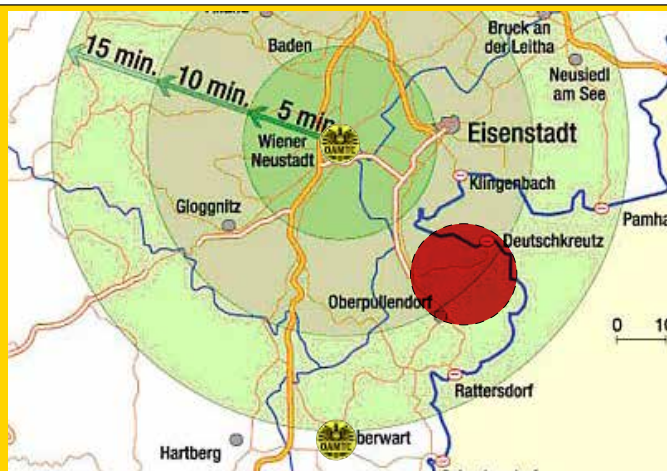 Bruck an
der Leitha
Baden
Neusiedl
am See
15 min.
10 min.
5 min
Wiener
Neustadt
ÖAMTC
Eisenstadt
Klingenbach
Gloggnitz
Pamha
Deutschkreutz
Oberpullendorf
0 10
Rattersdorf
Hartberg
ÖAMTC
berwart